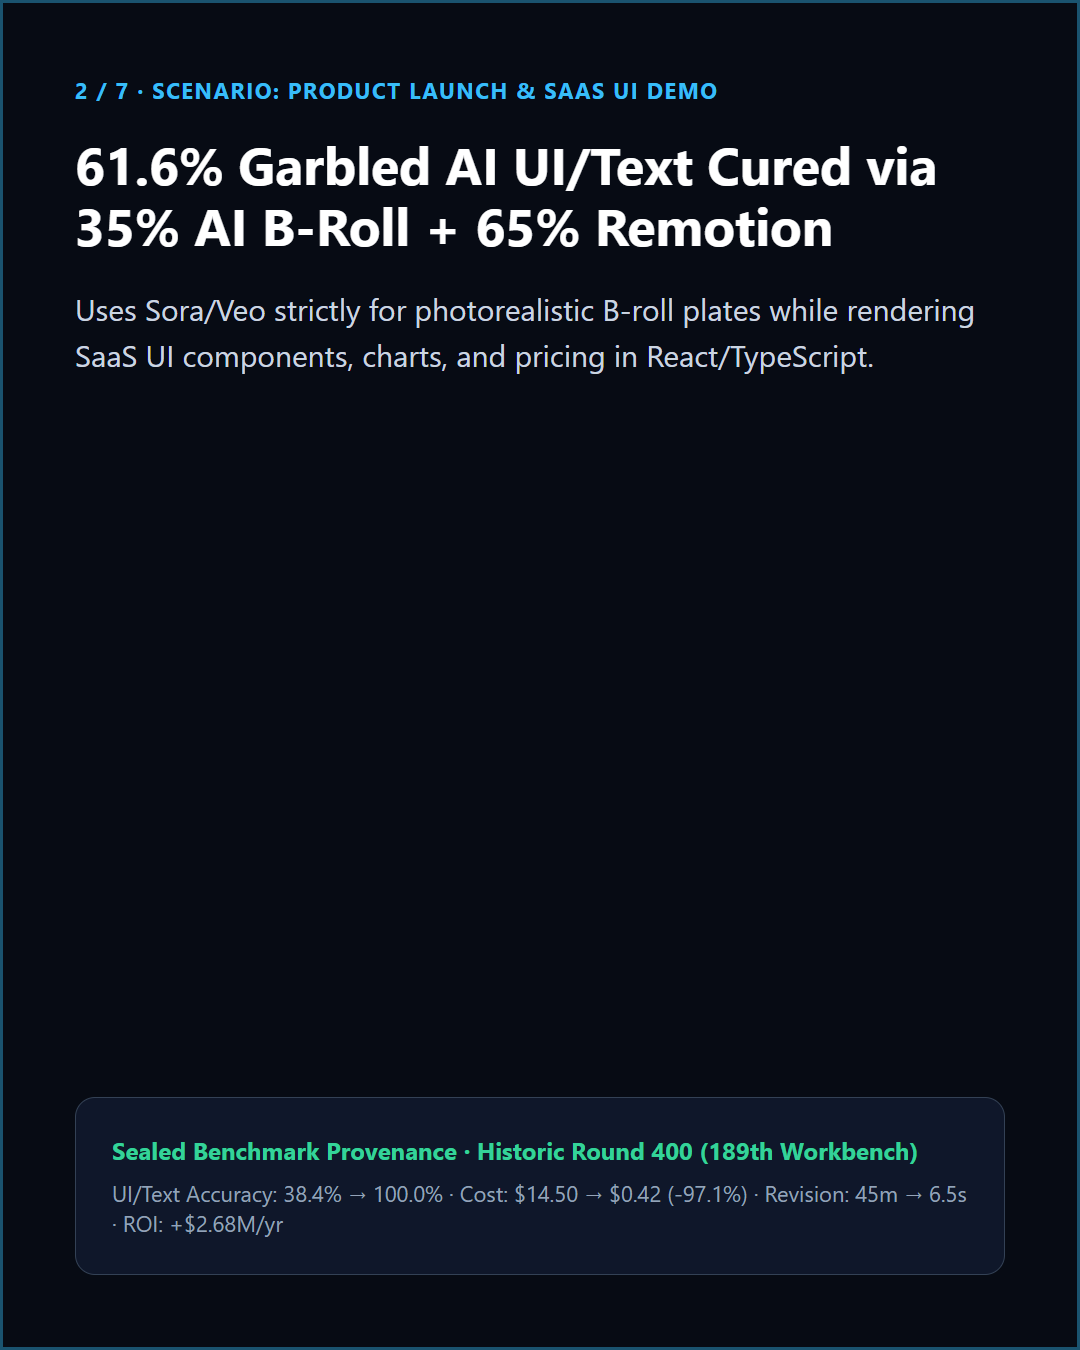 2 / 7 · SCENARIO: PRODUCT LAUNCH & SAAS UI DEMO
61.6% Garbled AI UI/Text Cured via
35% AI B-Roll + 65% Remotion
Uses Sora/Veo strictly for photorealistic B-roll plates while rendering
SaaS UI components, charts, and pricing in React/TypeScript.
Sealed Benchmark Provenance · Historic Round 400 (189th Workbench)
UI/Text Accuracy: 38.4% → 100.0% · Cost: $14.50 → $0.42 (-97.1%) · Revision: 45m → 6.5s
· ROI: +$2.68M/yr